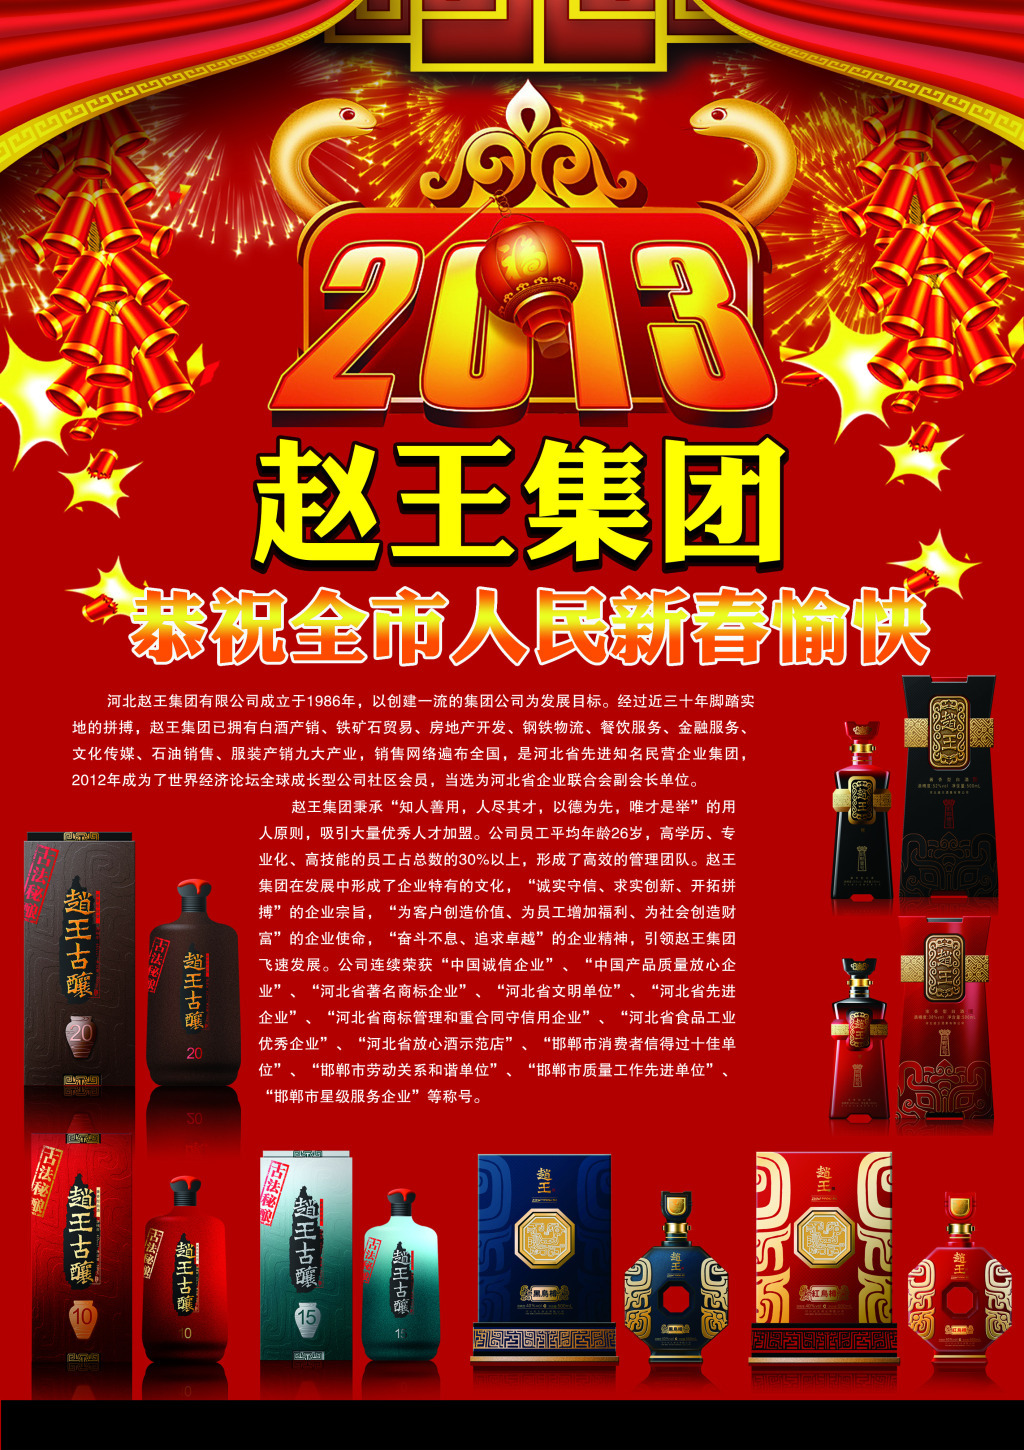 福
2013
赵王集团
恭祝全市人民新春愉快
河北赵王集团有限公司成立于1986年，以创建一流的集团公司为发展目标。经过近三十年脚踏实
地的拼搏，赵王集团已拥有白酒产销、铁矿石贸易、房地产开发、钢铁物流、餐饮服务、金融服务、
文化传媒、石油销售、服装产销九大产业，销售网络遍布全国，是河北省先进知名民营企业集团，
2012年成为了世界经济论坛全球成长型公司社区会员，当选为河北省企业联合会副会长单位。
赵王集团秉承“知人善用，人尽其才，以德为先，唯才是举”的用
人原则，吸引大量优秀人才加盟。公司员工平均年龄26岁，高学历、专
业化、高技能的员工占总数的30%以上，形成了高效的管理团队。赵王
集团在发展中形成了企业特有的文化，“诚实守信、求实创新、开拓拼
搏”的企业宗旨，“为客户创造价值、为员工增加福利、为社会创造财
富”的企业使命，“奋斗不息、追求卓越”的企业精神，引领赵王集团
飞速发展。公司连续荣获“中国诚信企业”、“中国产品质量放心企
业”、“河北省著名商标企业”、“河北省文明单位”、“河北省先进
企业”、“河北省商标管理和重合同守信用企业”、“河北省食品工业
优秀企业”、“河北省放心酒示范店”、“邯郸市消费者信得过十佳单
位”、“邯郸市劳动关系和谐单位”、“邯郸市质量工作先进单位”、
“邯郸市星级服务企业”等称号。
趙王
趙王
趙王
趙王
古法秘酿
趙王古釀
20
古法秘酿
趙王古釀
20
古法秘酿
趙王古釀
10
古法秘酿
趙王古釀
10
古法秘酿
趙王古釀
15
古法秘酿
趙王古釀
15
趙王
黑烏樽
趙王
黑烏樽
趙王
紅烏樽
趙王
紅烏樽